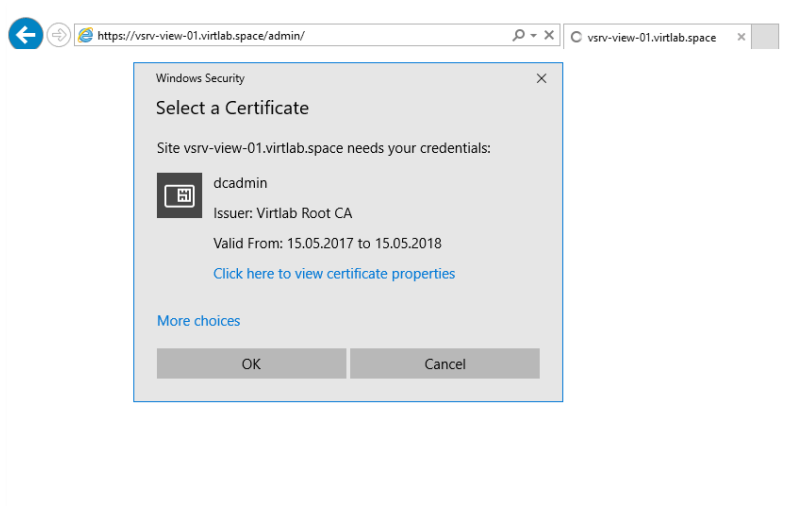 https://vsrv-view-01.virtlab.space/admin/
vsrv-view-01.virtlab.space
Windows Security
Select a Certificate
Site vsrv-view-01.virtlab.space needs your credentials:
dcadmin
Issuer: Virtlab Root CA
Valid From: 15.05.2017 to 15.05.2018
Click here to view certificate properties
More choices
OK
Cancel